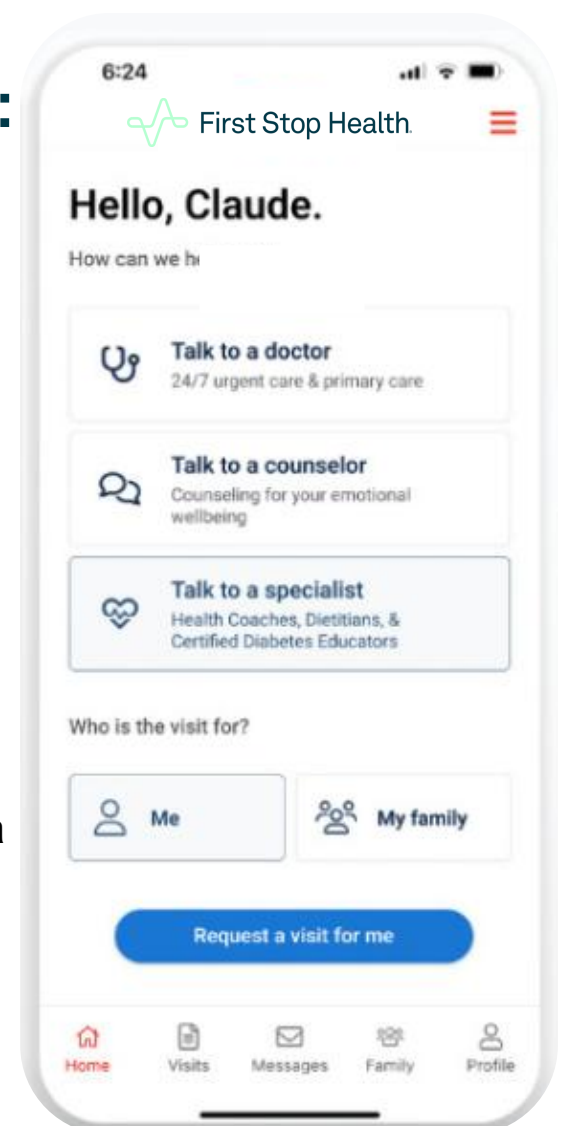 :
6:24
First Stop Health.
Hello, Claude.
How can we
Talk to a doctor
24/7 urgent care & primary care
Talk to a counselor
Counseling for your emotional
wellbeing
Talk to a specialist
Health Coaches, Dietitians, &
Certified Diabetes Educators
Who is the visit for?
Me
My family
Request a visit for me
Home
Visits
Messages
Family
Profile